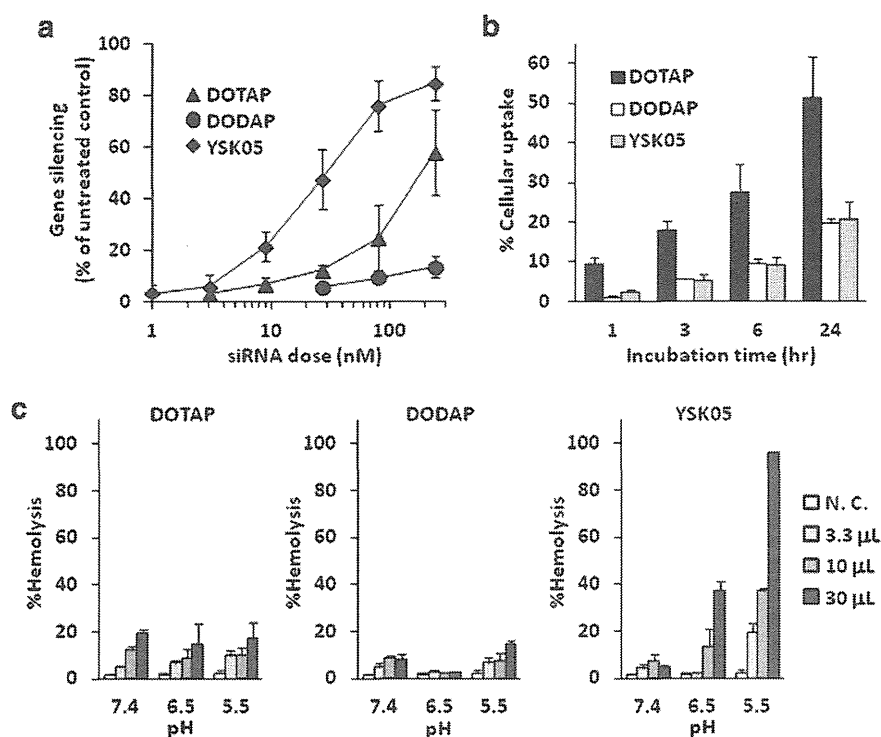 a
Gene silencing
(% of untreated control)
100
80
60
40
20
0
1
10
100
siRNA dose (nM)
DOTAP
DODAP
YSK05
b
% Cellular uptake
60
50
40
30
20
10
0
1
3
6
24
Incubation time (hr)
DOTAP
DODAP
YSK05
c
DOTAP
%Hemolysis
100
80
60
40
20
0
7.4
6.5
5.5
pH
DODAP
%Hemolysis
100
80
60
40
20
0
7.4
6.5
5.5
pH
YSK05
%Hemolysis
100
80
60
40
20
0
7.4
6.5
5.5
pH
N. C.
3.3 µL
10 µL
30 µL